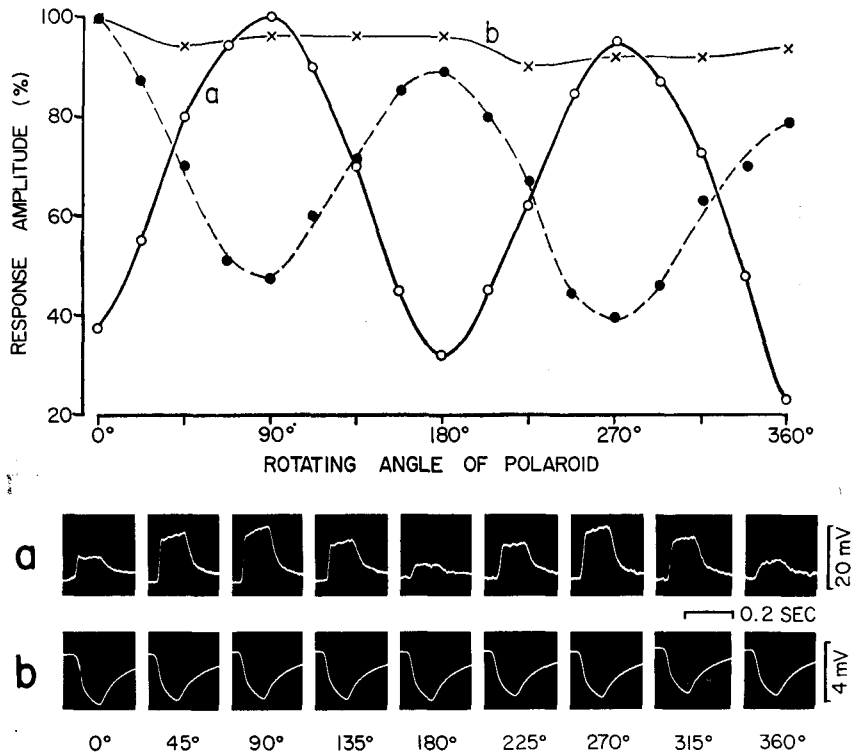 100
80
60
40
20
RESPONSE AMPLITUDE (%)
a
b
0° 90° 180° 270° 360°
ROTATING ANGLE OF POLAROID
a
20 mV
0.2 SEC
b
4 mV
0° 45° 90° 135° 180° 225° 270° 315° 360°